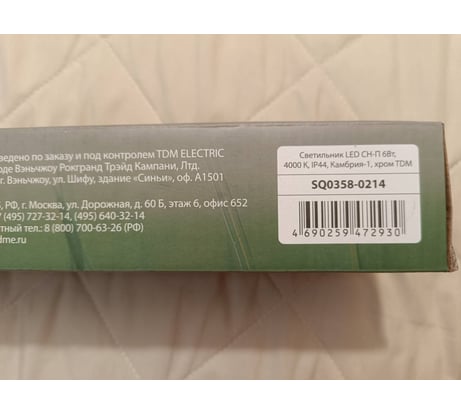 ведено по заказу и под контролем TDM ELECTRIC
оде Вэньчжоу Рокгранд Трэйд Кампани, Лтд.
г. Вэньчжоу, ул. Шифу, здание «Синьи», оф. А1501
, РФ, г. Москва, ул. Дорожная, д. 60 Б, этаж 6, офис 652
7 (495) 727-32-14, (495) 640-32-14
тный тел.: 8 (800) 700-63-26 (РФ)
dme.ru
Светильник LED СН-П 6Вт,
4000 К, IP44, Камбрия-1, хром TDM
SQ0358-0214
4 690259 472930